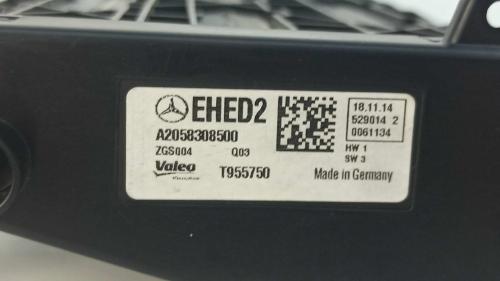 EHED2
A2058308500
ZGS004 Q03
Valeo T955750
18.11.14
529014 2
0061134
HW 1
SW 3
Made in Germany